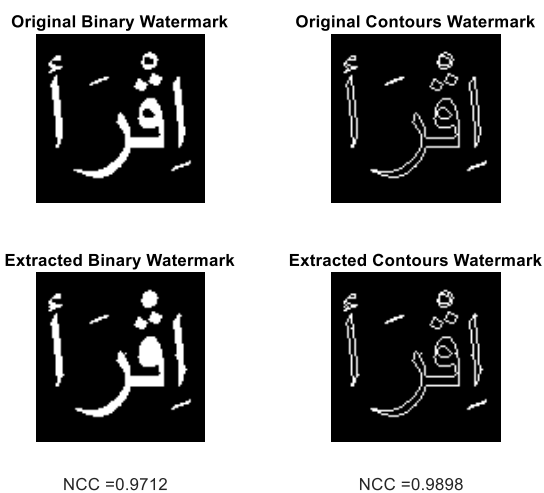 Original Binary Watermark Original Contours Watermark
اِقْرَأ اِقْرَأ
Extracted Binary Watermark Extracted Contours Watermark
اِقْرَأ اِقْرَأ
NCC =0.9712 NCC =0.9898